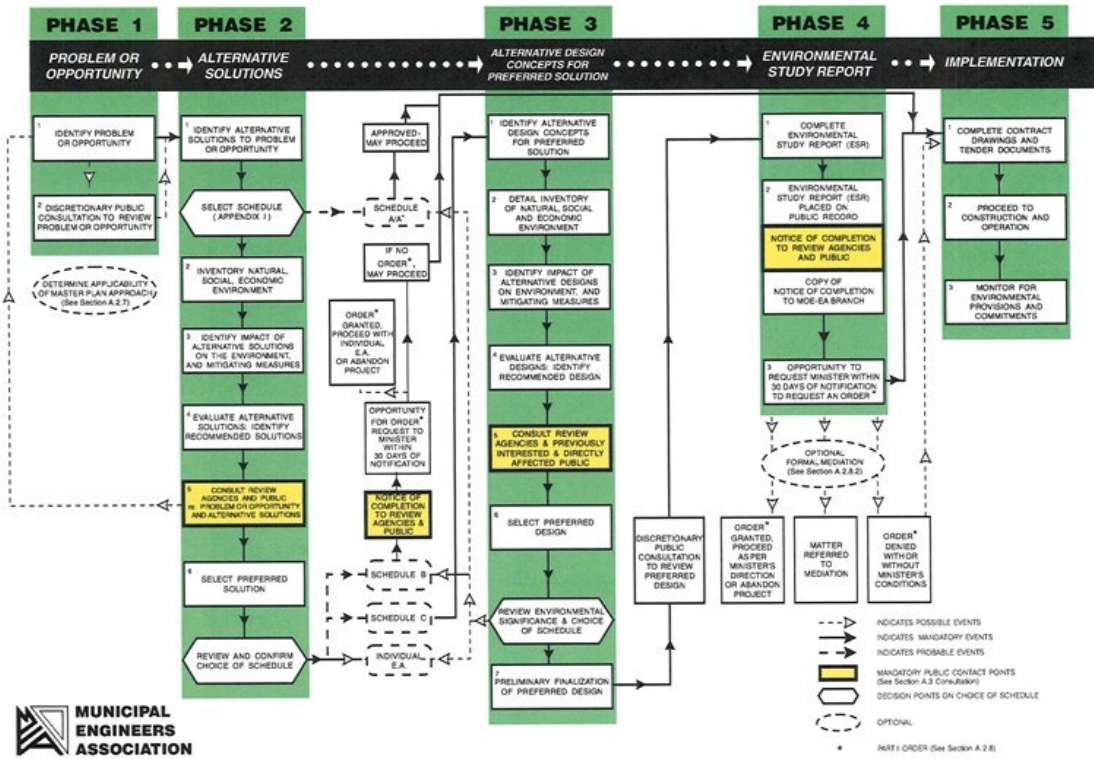 PHASE 1
PHASE 2
PHASE 3
PHASE 4
PHASE 5
PROBLEM OR
OPPORTUNITY
ALTERNATIVE
SOLUTIONS
ALTERNATIVE DESIGN
CONCEPTS FOR
PREFERRED SOLUTION
ENVIRONMENTAL
STUDY REPORT
IMPLEMENTATION
1
IDENTIFY PROBLEM
OR OPPORTUNITY
2
DISCRETIONARY PUBLIC
CONSULTATION TO REVIEW
PROBLEM OR OPPORTUNITY
DETERMINE APPLICABILITY
OF MASTER PLAN APPROACH
(See Section A.2.7)
1
IDENTIFY ALTERNATIVE
SOLUTIONS TO PROBLEM
OR OPPORTUNITY
SELECT SCHEDULE
(APPENDIX I)
2
INVENTORY NATURAL,
SOCIAL, ECONOMIC
ENVIRONMENT
3
IDENTIFY IMPACT OF
ALTERNATIVE SOLUTIONS
ON THE ENVIRONMENT,
AND MITIGATING MEASURES
4
EVALUATE ALTERNATIVE
SOLUTIONS: IDENTIFY
RECOMMENDED SOLUTIONS
5
CONSULT REVIEW
AGENCIES AND PUBLIC
re: PROBLEM OR OPPORTUNITY
AND ALTERNATIVE SOLUTIONS
6
SELECT PREFERRED
SOLUTION
REVIEW AND CONFIRM
CHOICE OF SCHEDULE
APPROVED-
MAY PROCEED
SCHEDULE
A/A+
IF NO
ORDER*,
MAY PROCEED
ORDER*
GRANTED,
PROCEED WITH
INDIVIDUAL
E.A.
OR ABANDON
PROJECT
OPPORTUNITY
FOR ORDER*
REQUEST TO
MINISTER
WITHIN
30 DAYS OF
NOTIFICATION
NOTICE OF
COMPLETION
TO REVIEW
AGENCIES &
PUBLIC
SCHEDULE B
SCHEDULE C
INDIVIDUAL
E.A.
1
IDENTIFY ALTERNATIVE
DESIGN CONCEPTS
FOR PREFERRED
SOLUTION
2
DETAIL INVENTORY
OF NATURAL, SOCIAL
AND ECONOMIC
ENVIRONMENT
3
IDENTIFY IMPACT OF
ALTERNATIVE DESIGNS
ON ENVIRONMENT, AND
MITIGATING MEASURES
4
EVALUATE ALTERNATIVE
DESIGNS: IDENTIFY
RECOMMENDED DESIGN
5
CONSULT REVIEW
AGENCIES & PREVIOUSLY
INTERESTED & DIRECTLY
AFFECTED PUBLIC
6
SELECT PREFERRED
DESIGN
REVIEW ENVIRONMENTAL
SIGNIFICANCE & CHOICE
OF SCHEDULE
7
PRELIMINARY FINALIZATION
OF PREFERRED DESIGN
DISCRETIONARY
PUBLIC
CONSULTATION
TO REVIEW
PREFERRED
DESIGN
1
COMPLETE
ENVIRONMENTAL
STUDY REPORT (ESR)
2
ENVIRONMENTAL
STUDY REPORT (ESR)
PLACED ON
PUBLIC RECORD
NOTICE OF COMPLETION
TO REVIEW AGENCIES
AND PUBLIC
COPY OF
NOTICE OF COMPLETION
TO MOE-EA BRANCH
3
OPPORTUNITY TO
REQUEST MINISTER WITHIN
30 DAYS OF NOTIFICATION
TO REQUEST AN ORDER*
OPTIONAL
FORMAL MEDIATION
(See Section A.2.8.2)
ORDER*
GRANTED,
PROCEED AS PER
MINISTER'S
DIRECTION
OR ABANDON
PROJECT
MATTER
REFERRED
TO
MEDIATION
ORDER*
DENIED WITH OR
WITHOUT
MINISTER'S
CONDITIONS
1
COMPLETE CONTRACT
DRAWINGS AND
TENDER DOCUMENTS
2
PROCEED TO
CONSTRUCTION AND
OPERATION
3
MONITOR FOR
ENVIRONMENTAL
PROVISIONS AND
COMMITMENTS
INDICATES POSSIBLE EVENTS
INDICATES MANDATORY EVENTS
INDICATES PROBABLE EVENTS
MANDATORY PUBLIC CONTACT POINTS
(See Section A.3 Consultation)
DECISION POINTS ON CHOICE OF SCHEDULE
OPTIONAL
* PART II ORDER (See Section A.2.8)
MUNICIPAL
ENGINEERS
ASSOCIATION